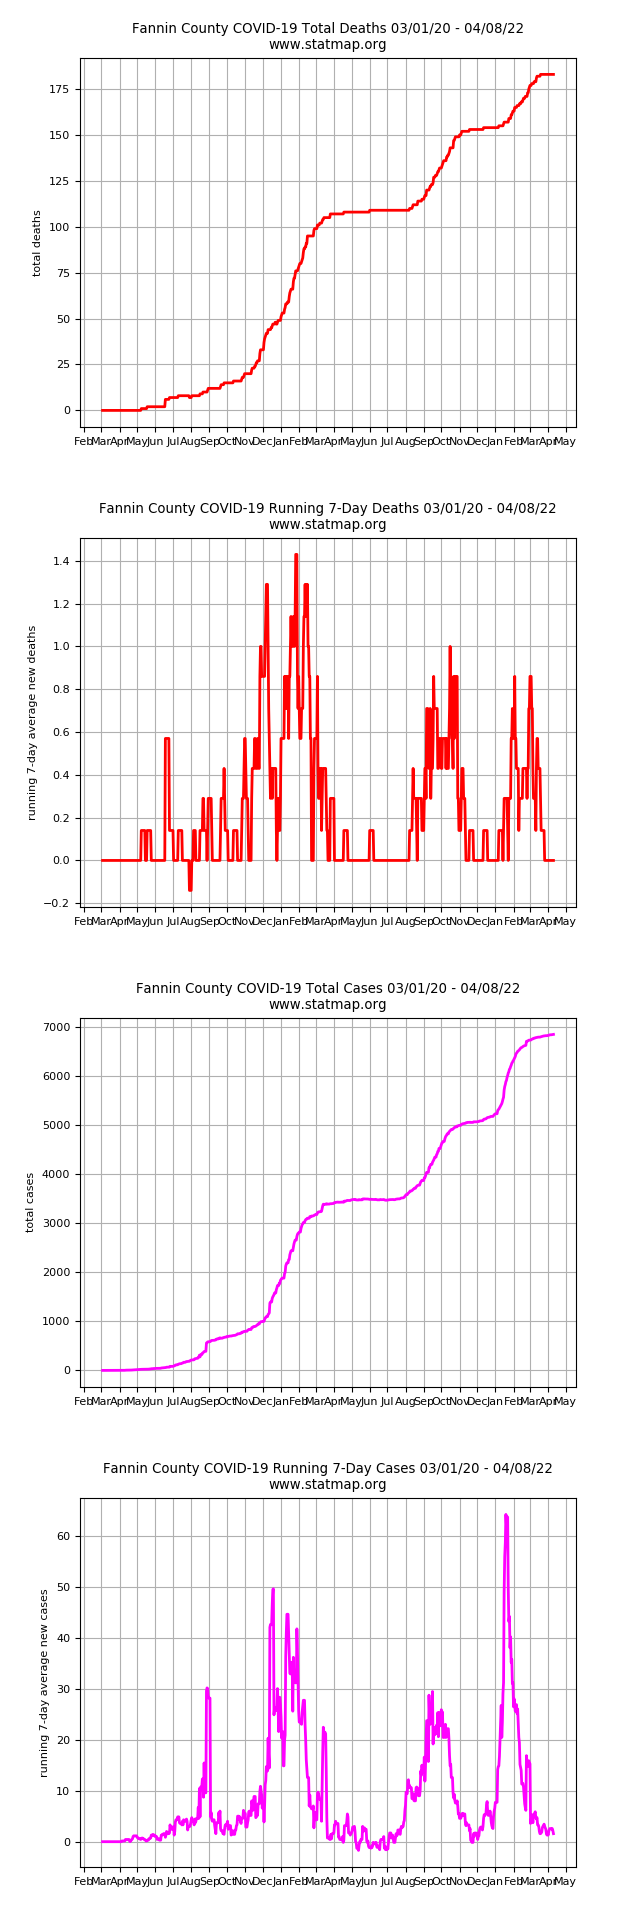 Fannin County COVID-19 Total Deaths 03/01/20 - 04/08/22
www.statmap.org
175
150
125
100
75
50
25
0
total deaths
Feb Mar Apr May Jun Jul Aug Sep Oct Nov Dec Jan Feb Mar Apr May Jun Jul Aug Sep Oct Nov Dec Jan Feb Mar Apr May
Fannin County COVID-19 Running 7-Day Deaths 03/01/20 - 04/08/22
www.statmap.org
1.4
1.2
1.0
0.8
0.6
0.4
0.2
0.0
−0.2
running 7-day average new deaths
Feb Mar Apr May Jun Jul Aug Sep Oct Nov Dec Jan Feb Mar Apr May Jun Jul Aug Sep Oct Nov Dec Jan Feb Mar Apr May
Fannin County COVID-19 Total Cases 03/01/20 - 04/08/22
www.statmap.org
7000
6000
5000
4000
3000
2000
1000
0
total cases
Feb Mar Apr May Jun Jul Aug Sep Oct Nov Dec Jan Feb Mar Apr May Jun Jul Aug Sep Oct Nov Dec Jan Feb Mar Apr May
Fannin County COVID-19 Running 7-Day Cases 03/01/20 - 04/08/22
www.statmap.org
60
50
40
30
20
10
0
running 7-day average new cases
Feb Mar Apr May Jun Jul Aug Sep Oct Nov Dec Jan Feb Mar Apr May Jun Jul Aug Sep Oct Nov Dec Jan Feb Mar Apr May